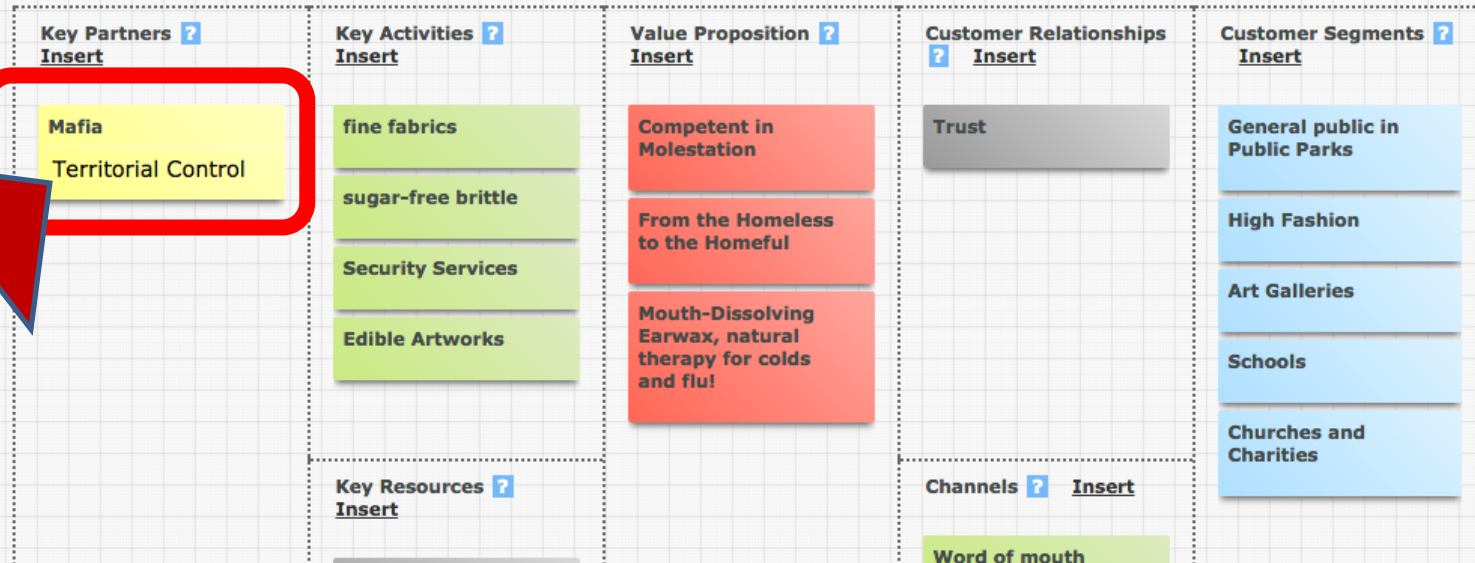 Key Partners ?
Insert
Mafia
Territorial Control
Key Activities ?
Insert
fine fabrics
sugar-free brittle
Security Services
Edible Artworks
Key Resources ?
Insert
Value Proposition ?
Insert
Competent in
Molestation
From the Homeless
to the Homeful
Mouth-Dissolving
Earwax, natural
therapy for colds
and flu!
Customer Relationships
? Insert
Trust
Channels ? Insert
Word of mouth
Customer Segments ?
Insert
General public in
Public Parks
High Fashion
Art Galleries
Schools
Churches and
Charities